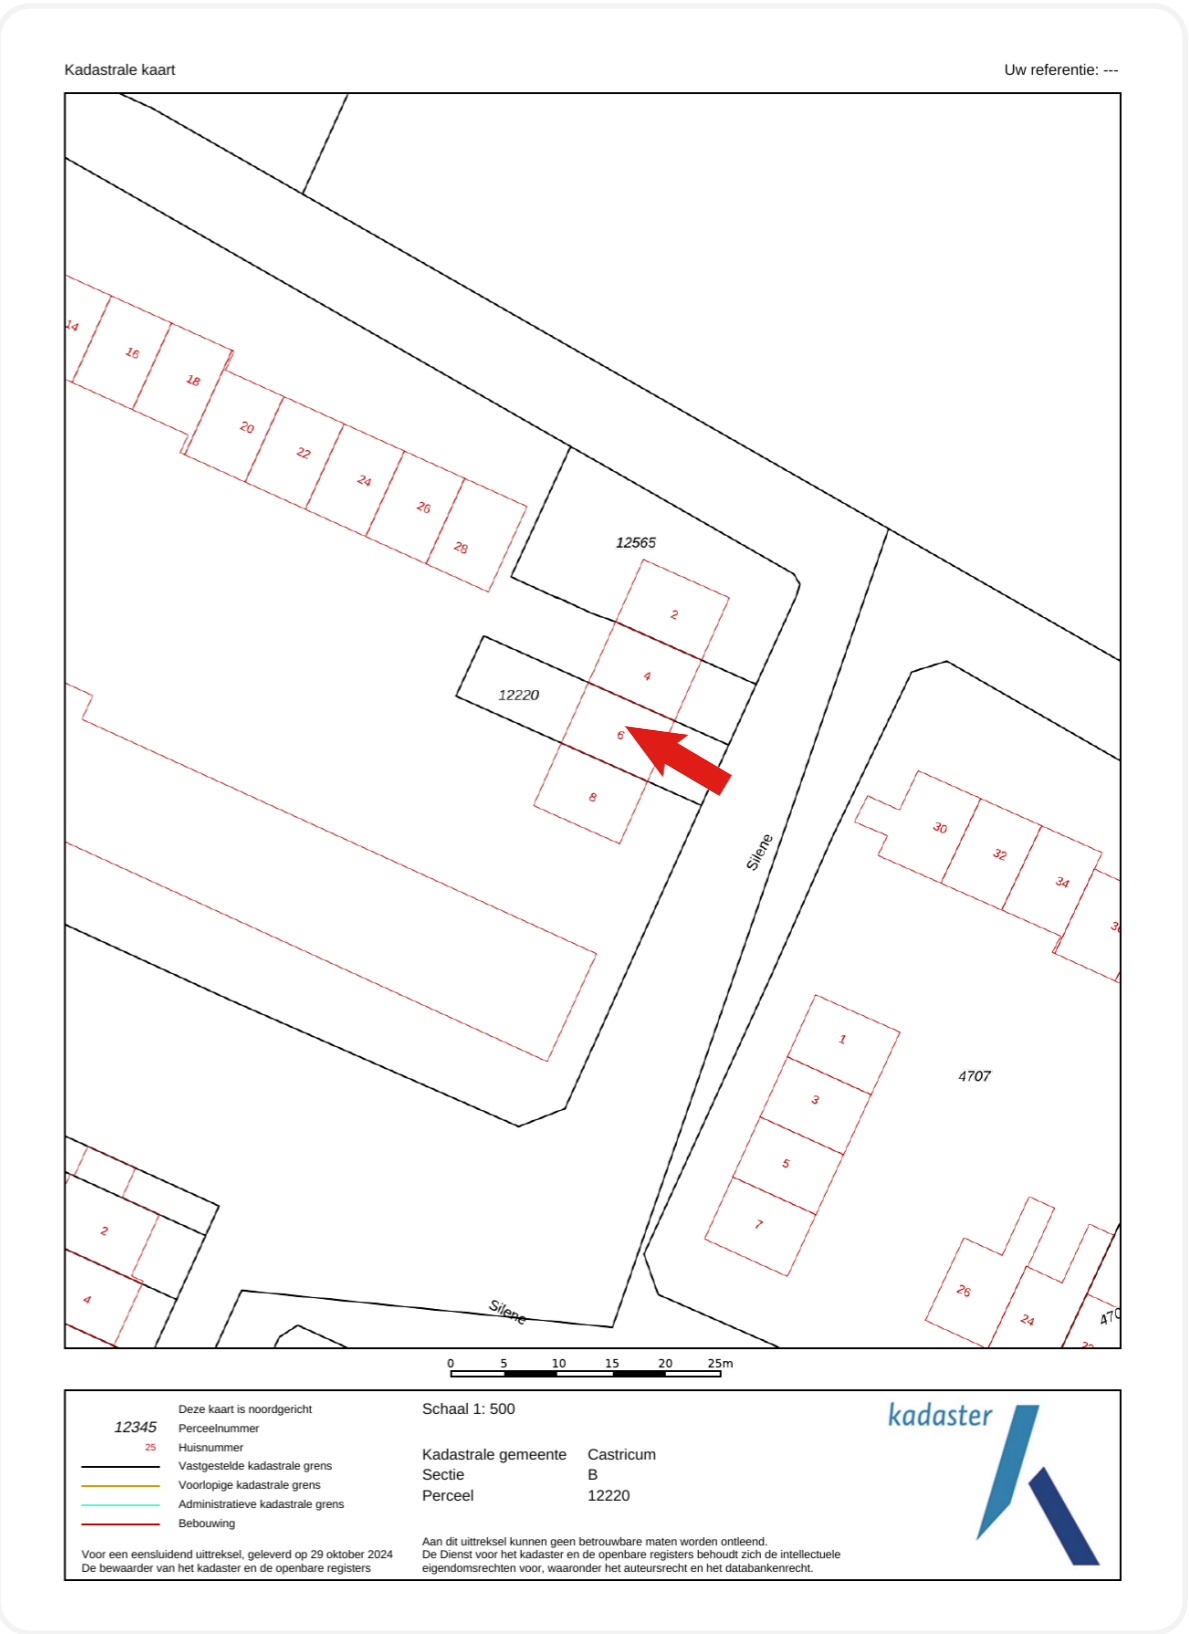 Kadastrale kaart
Uw referentie: ---
14
16
18
20
22
24
26
28
12565
2
4
12220
6
8
Silene
30
32
34
1
4707
3
5
7
2
4
26
24
Silene
0 5 10 15 20 25m
Deze kaart is noordgericht
12345 Perceelnummer
25 Huisnummer
Vastgestelde kadastrale grens
Voorlopige kadastrale grens
Administratieve kadastrale grens
Bebouwing
Voor een eensluidend uittreksel, geleverd op 29 oktober 2024
De bewaarder van het kadaster en de openbare registers
Schaal 1: 500
Kadastrale gemeente Castricum
Sectie B
Perceel 12220
Aan dit uittreksel kunnen geen betrouwbare maten worden ontleend.
De Dienst voor het kadaster en de openbare registers behoudt zich de intellectuele
eigendomsrechten voor, waaronder het auteursrecht en het databankenrecht.
kadaster